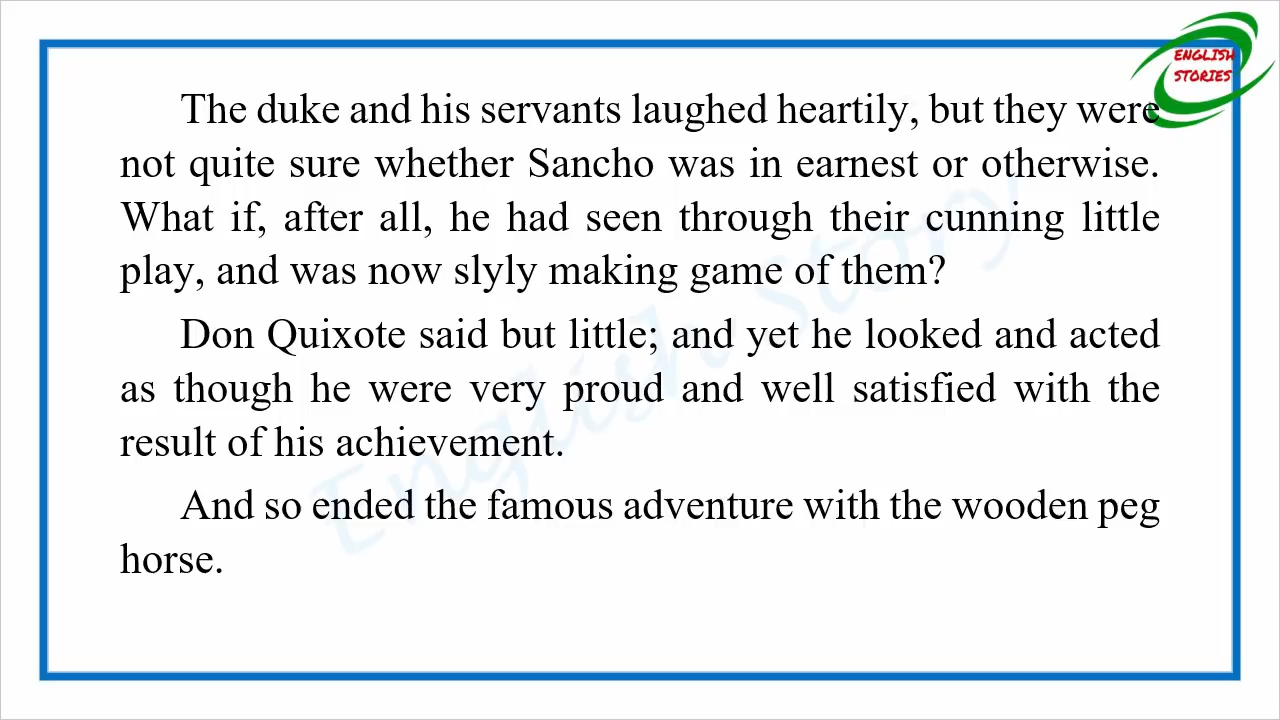 ENGLISH
STORIES
The duke and his servants laughed heartily, but they were
not quite sure whether Sancho was in earnest or otherwise.
What if, after all, he had seen through their cunning little
play, and was now slyly making game of them?
Don Quixote said but little; and yet he looked and acted
as though he were very proud and well satisfied with the
result of his achievement.
And so ended the famous adventure with the wooden peg
horse.
English Story